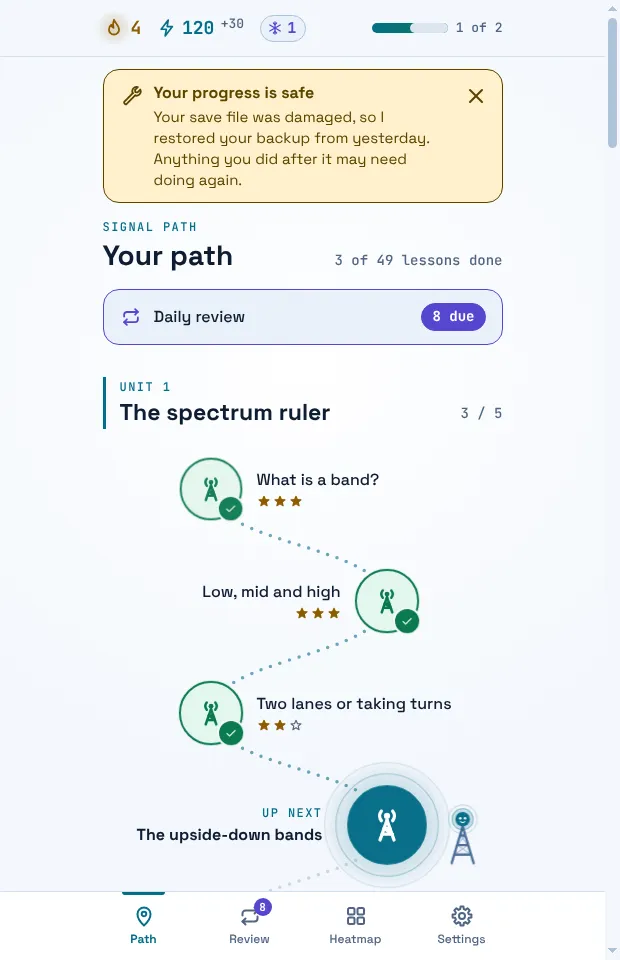 4 120 +30 1 1 of 2
Your progress is safe
Your save file was damaged, so I
restored your backup from yesterday.
Anything you did after it may need
doing again.
SIGNAL PATH
Your path 3 of 49 lessons done
Daily review 8 due
UNIT 1
The spectrum ruler 3 / 5
What is a band?
Low, mid and high
Two lanes or taking turns
UP NEXT
The upside-down bands
8
Path Review Heatmap Settings